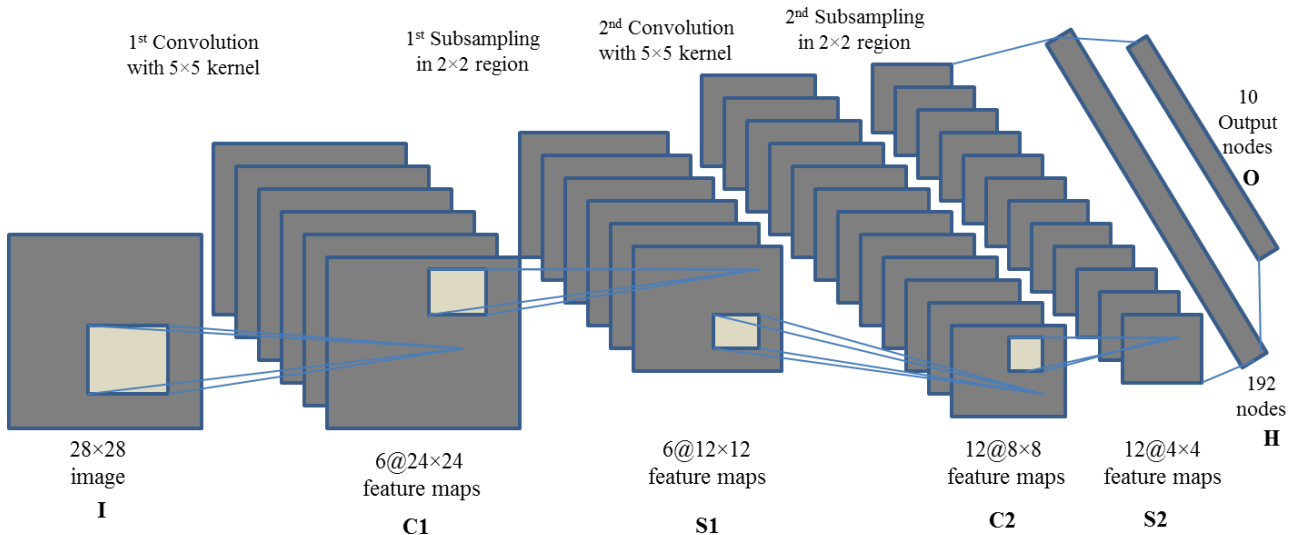 1st Convolution
with 5×5 kernel
1st Subsampling
in 2×2 region
2nd Convolution
with 5×5 kernel
2nd Subsampling
in 2×2 region
10
Output
nodes
O
192
nodes
H
28×28
image
I
6@24×24
feature maps
C1
6@12×12
feature maps
S1
12@8×8
feature maps
C2
12@4×4
feature maps
S2